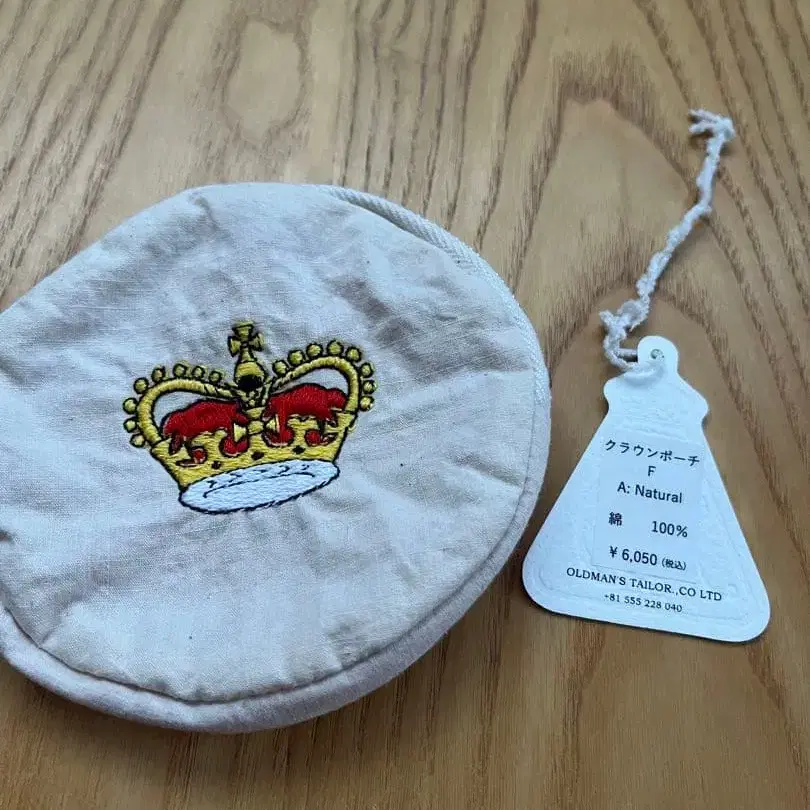 クラウンポーチ
F
A: Natural
綿 100%
¥ 6,050 (税込)
OLDMAN'S TAILOR.,CO LTD
+81 555 228 040